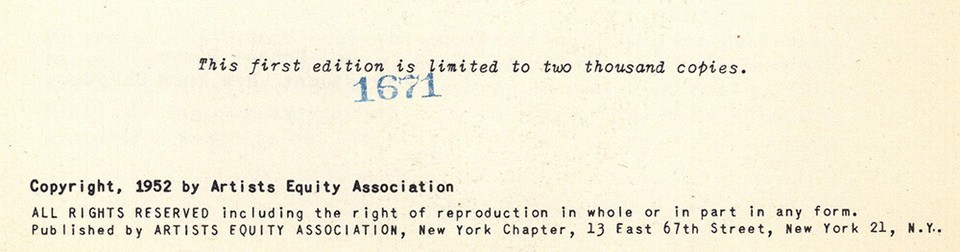 This first edition is limited to two thousand copies.
1671
Copyright, 1952 by Artists Equity Association
ALL RIGHTS RESERVED including the right of reproduction in whole or in part in any form.
Published by ARTISTS EQUITY ASSOCIATION, New York Chapter, 13 East 67th Street, New York 21, N.Y..